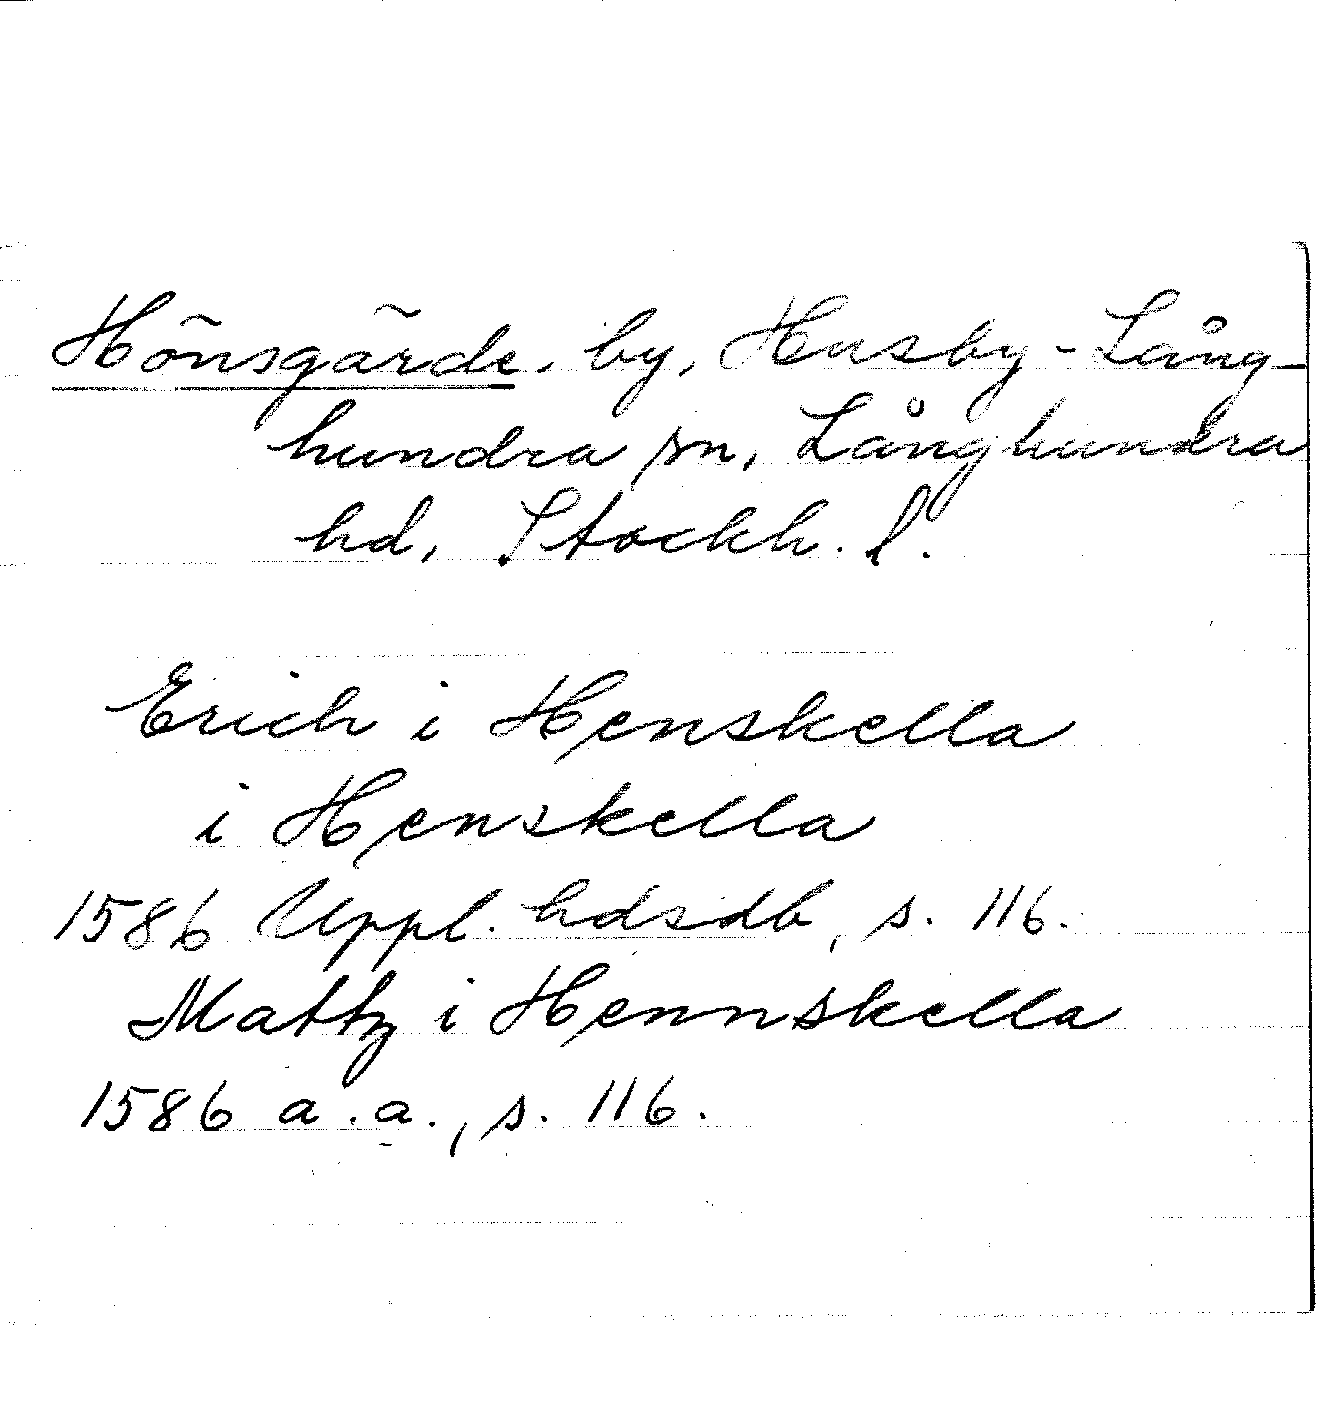 Hönsgärde, by, Husby-Lång-
hundra sn, Långhundra
hd, Stockh. l.
Erich i Henskella
i Henskella
1586 Uppl. hdsdb, s. 116.
Mattz i Hennskella
1586 a.a., s. 116.